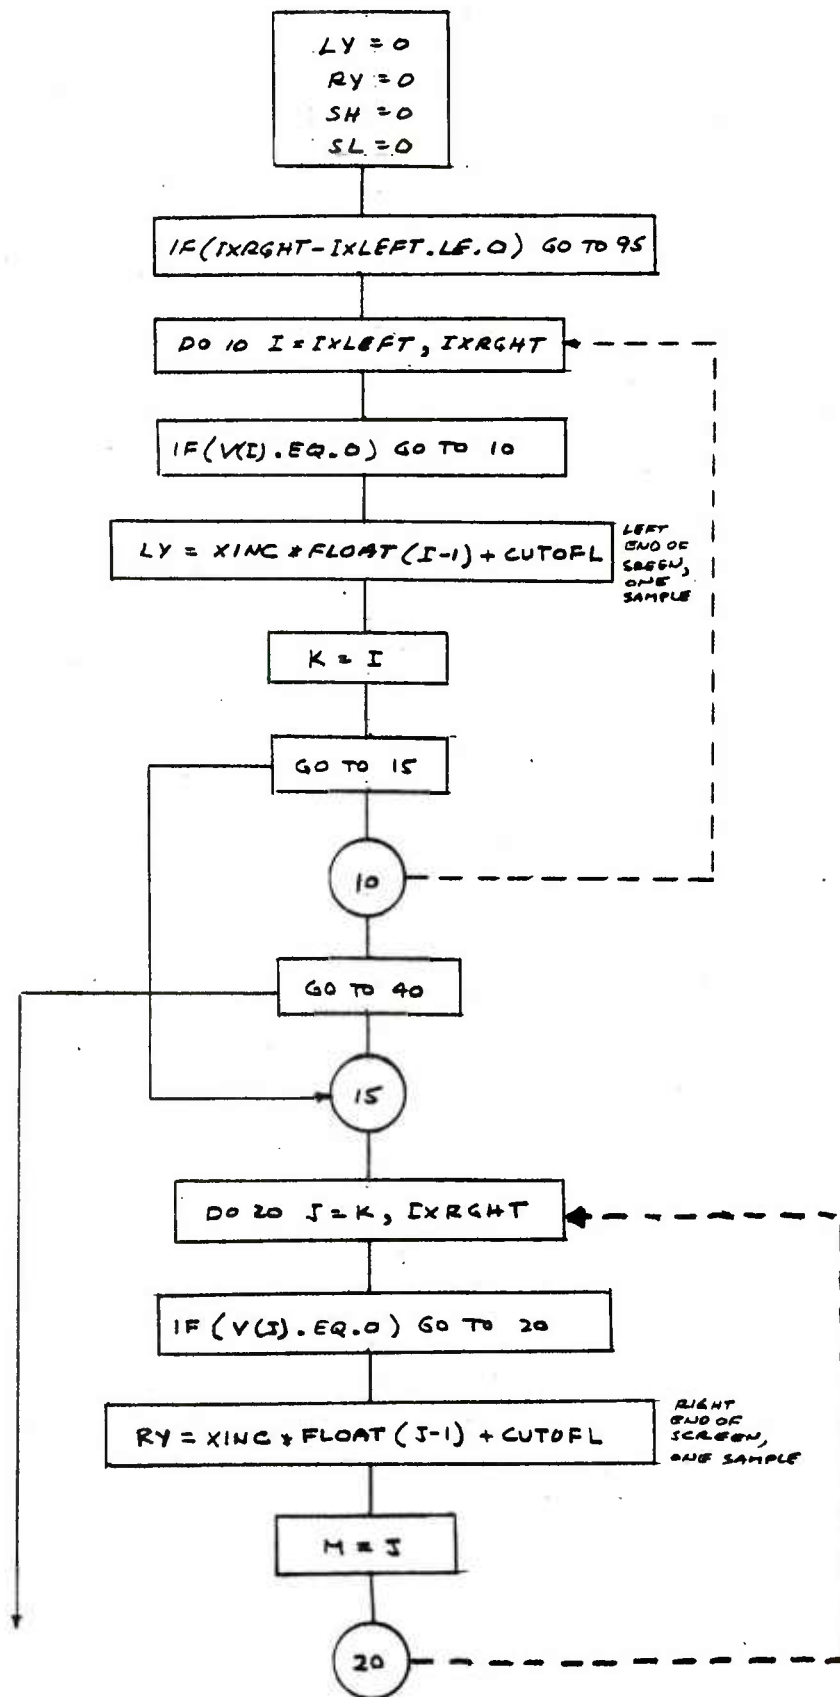 LY = 0
RY = 0
SH = 0
SL = 0
IF(IXRGHT-IXLEFT.LE.0) GO TO 95
DO 10 I = IXLEFT, IXRGHT
IF(V(I).EQ.0) GO TO 10
LY = XINC * FLOAT(I-1) + CUTOFL
LEFT
END OF
SREEN,
ONE
SAMPLE
K = I
GO TO 15
10
GO TO 40
15
DO 20 J = K, IXRGHT
IF(V(J).EQ.0) GO TO 20
RY = XINC * FLOAT(J-1) + CUTOFL
RIGHT
END OF
SCREEN,
ONE SAMPLE
M = J
20